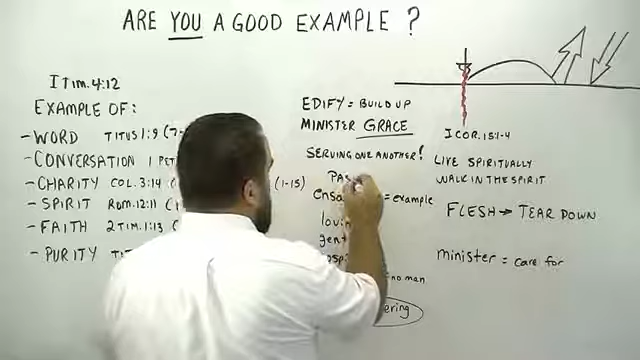 ARE YOU A GOOD EXAMPLE ?
I TIM. 4:12
EXAMPLE OF:
- WORD TITUS 1:9
- CONVERSATION I PET
- CHARITY COL. 3:14 (1-15)
- SPIRIT ROM. 12:11
- FAITH 2 TIM. 1:13
- PURITY
EDIFY = BUILD UP
MINISTER GRACE
SERVING ONE ANOTHER!
= example
no man
I COR. 15:1-4
LIVE SPIRITUALLY
WALK IN THE SPIRIT
FLESH → TEAR DOWN
minister = care for